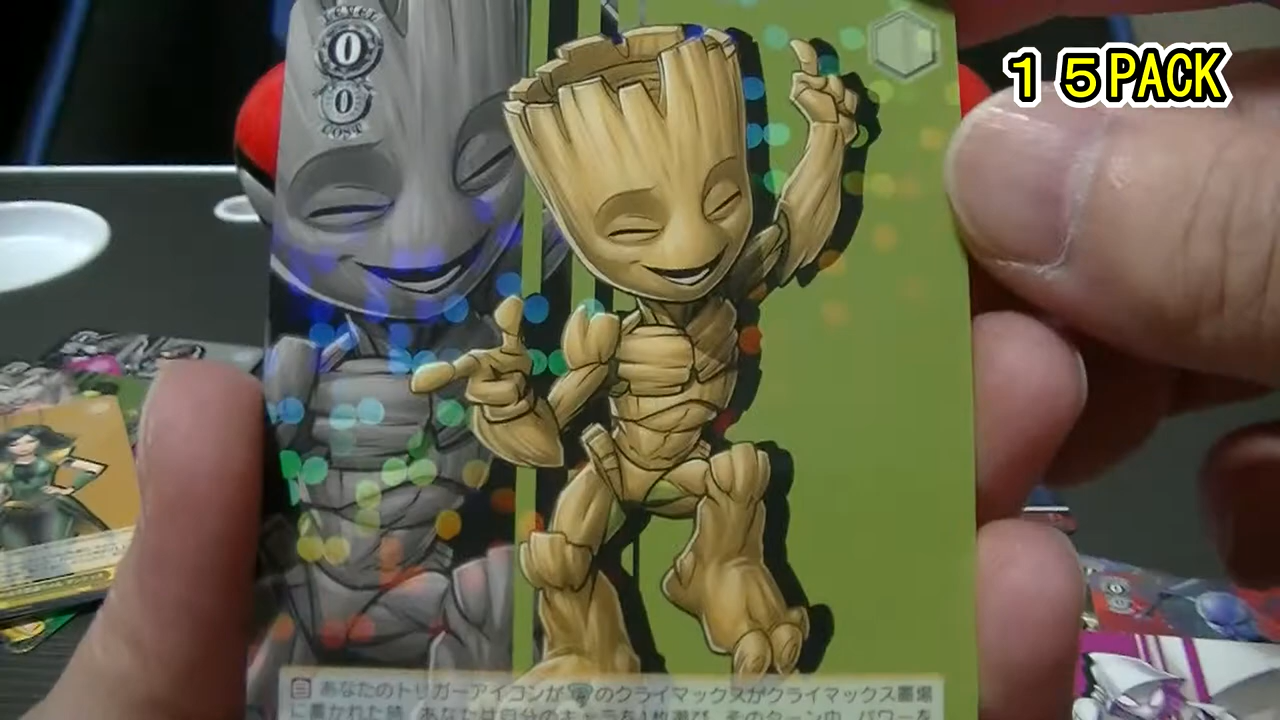 １５PACK
LEVEL
0
0
COST
あなたのトリガーアイコンが のクライマックスがクライマックス置場
に置かれた時、あなたは自分のキャラを1枚選び、そのターン中、パワーを